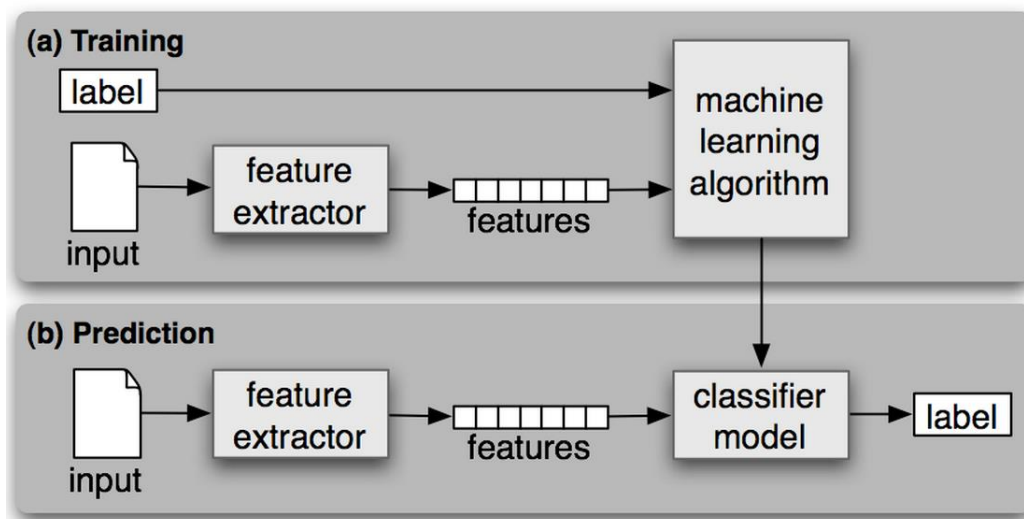 (a) Training
label
machine
learning
algorithm
feature
extractor
features
input
(b) Prediction
feature
extractor
features
input
classifier
model
label